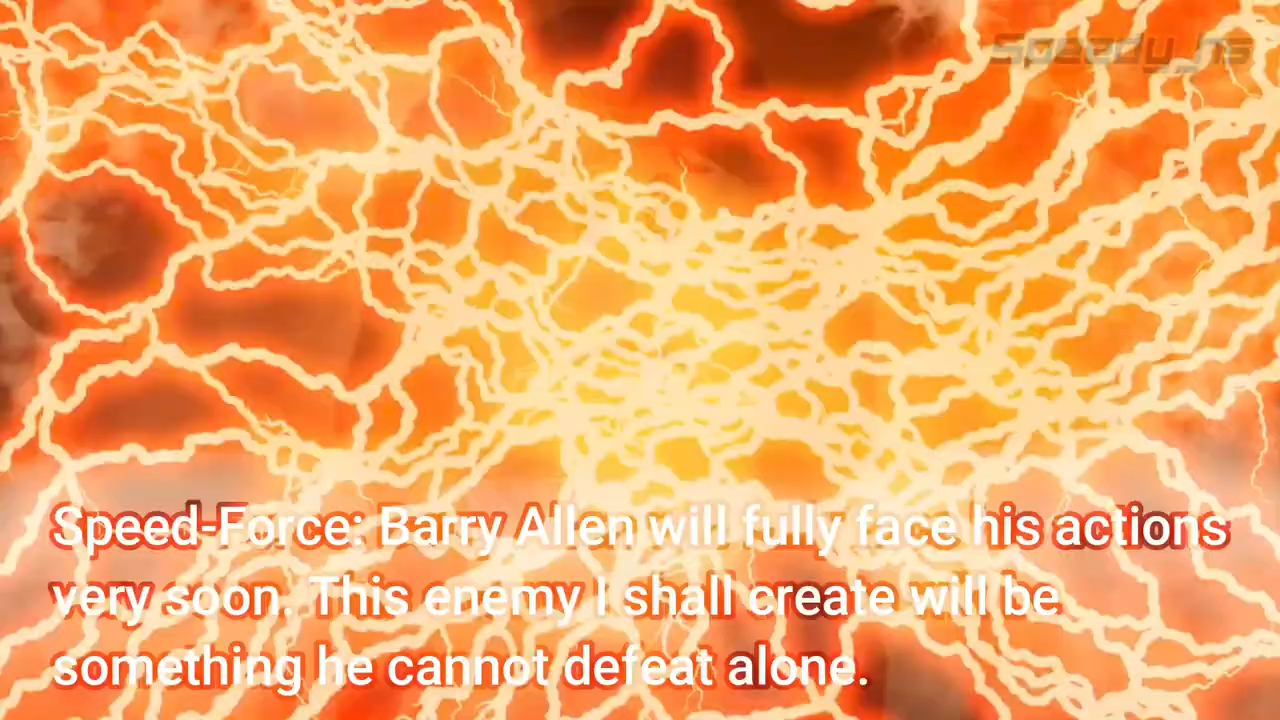 Speedy_ns
Speed-Force: Barry Allen will fully face his actions
very soon. This enemy I shall create will be
something he cannot defeat alone.